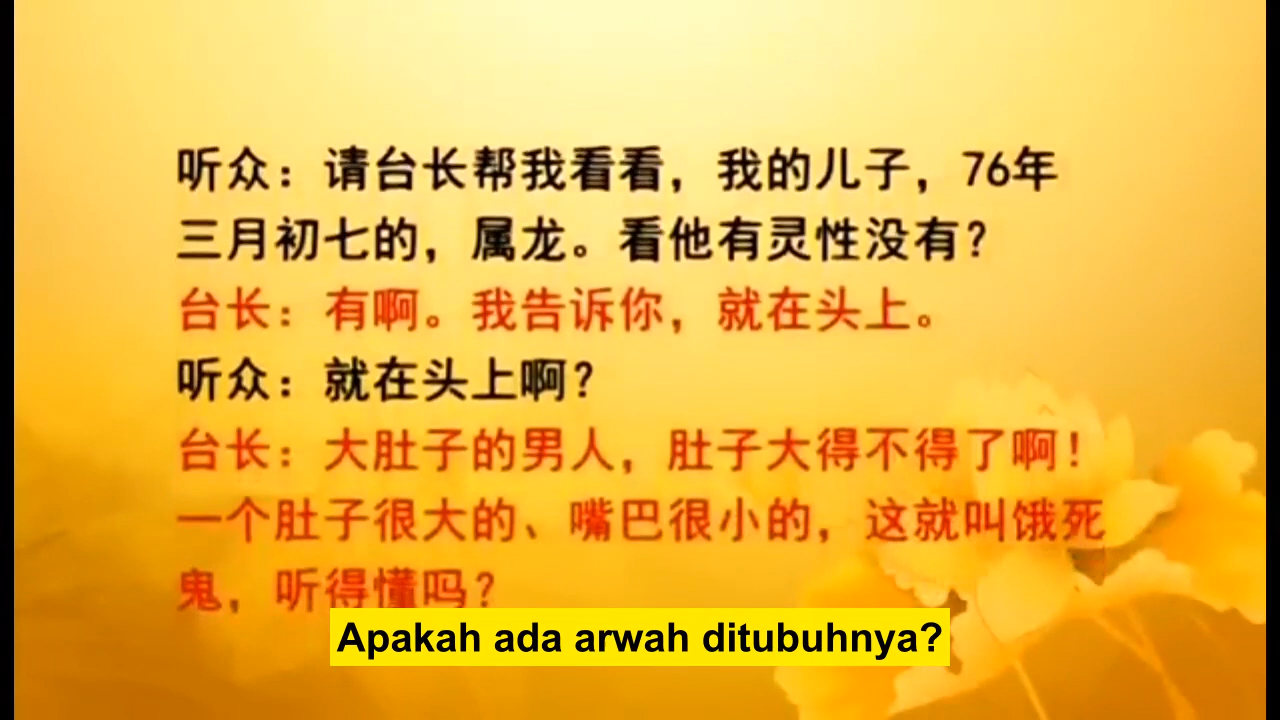 听众：请台长帮我看看，我的儿子，76年
三月初七的，属龙。看他有灵性没有？
台长：有啊。我告诉你，就在头上。
听众：就在头上啊？
台长：大肚子的男人，肚子大得不得了啊！
一个肚子很大的、嘴巴很小的，这就叫饿死
鬼，听得懂吗？
Apakah ada arwah ditubuhnya?